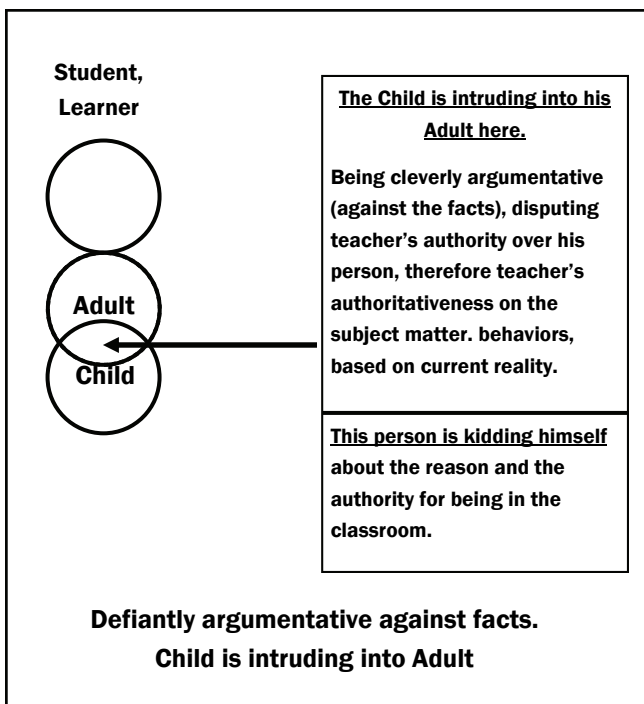 Student,
Learner
Adult
Child
The Child is intruding into his
Adult here.
Being cleverly argumentative
(against the facts), disputing
teacher’s authority over his
person, therefore teacher’s
authoritativeness on the
subject matter. behaviors,
based on current reality.
This person is kidding himself
about the reason and the
authority for being in the
classroom.
Defiantly argumentative against facts.
Child is intruding into Adult